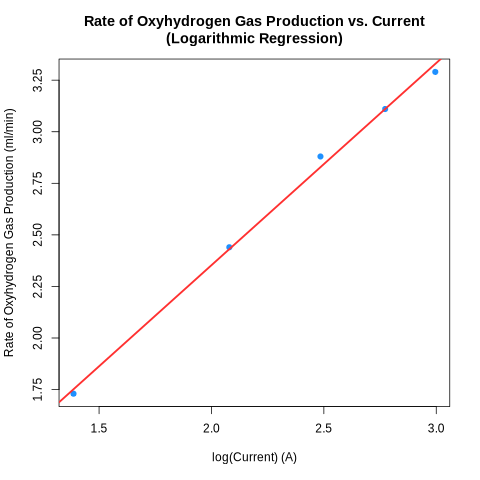 Rate of Oxyhydrogen Gas Production vs. Current
(Logarithmic Regression)
Rate of Oxyhydrogen Gas Production (ml/min)
3.25
3.00
2.75
2.50
2.25
2.00
1.75
1.5
2.0
2.5
3.0
log(Current) (A)